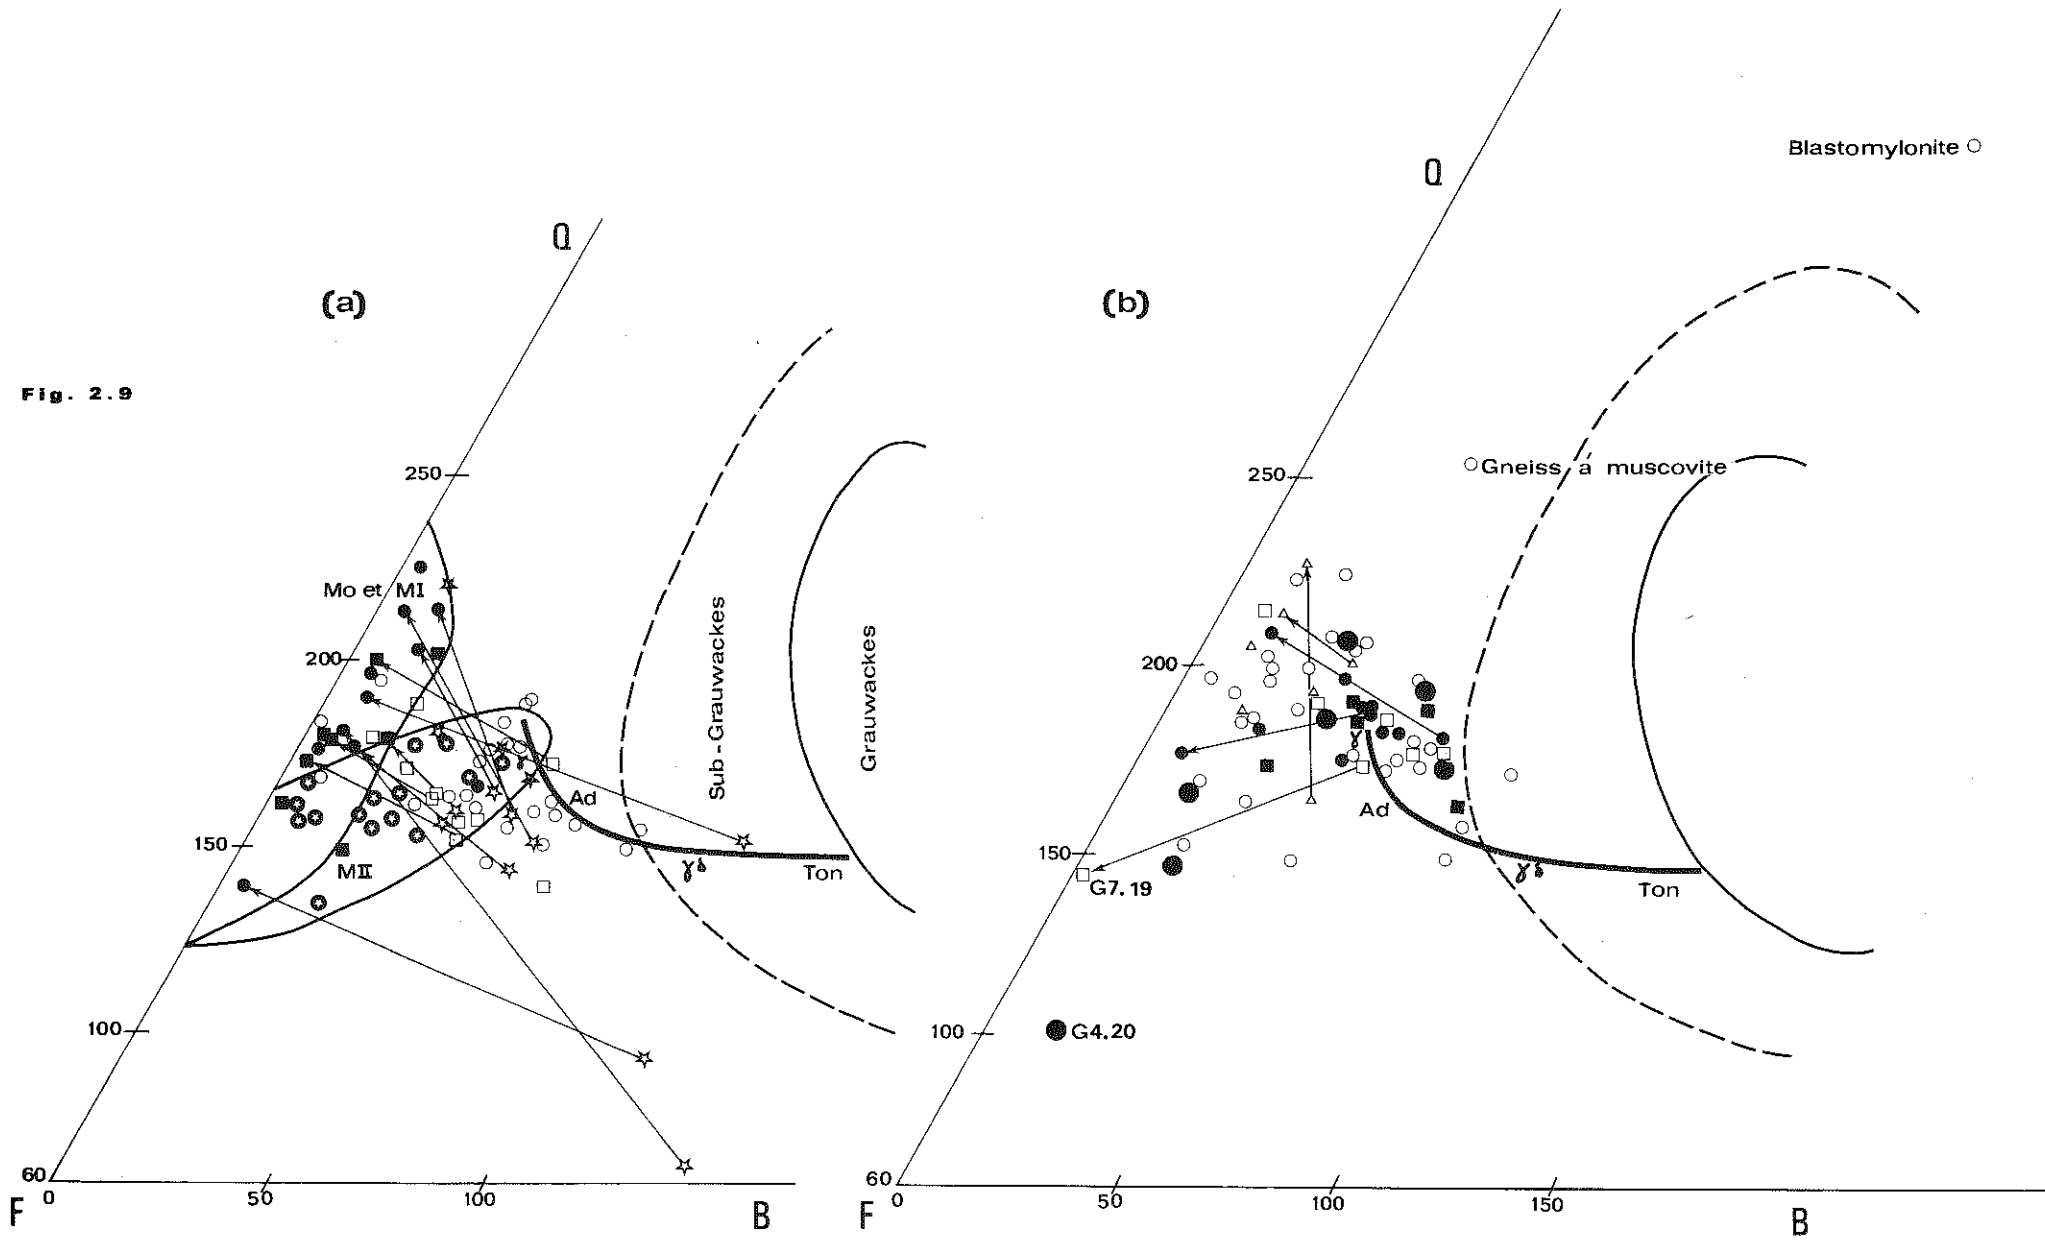 Fig. 2.9
(a)
Q
250
200
150
100
60
0
50
100
F
B
Mo et MI
MII
γ
Ad
γδ
Ton
Sub-Grauwackes
Grauwackes
(b)
Q
Blastomylonite
Gneiss á muscovite
250
200
150
100
60
0
50
100
150
F
B
γ
Ad
γδ
Ton
G7.19
G4.20